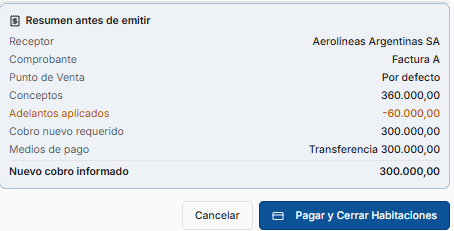 Resumen antes de emitir
Receptor Aerolineas Argentinas SA
Comprobante Factura A
Punto de Venta Por defecto
Conceptos 360.000,00
Adelantos aplicados -60.000,00
Cobro nuevo requerido 300.000,00
Medios de pago Transferencia 300.000,00
Nuevo cobro informado 300.000,00
Cancelar Pagar y Cerrar Habitaciones